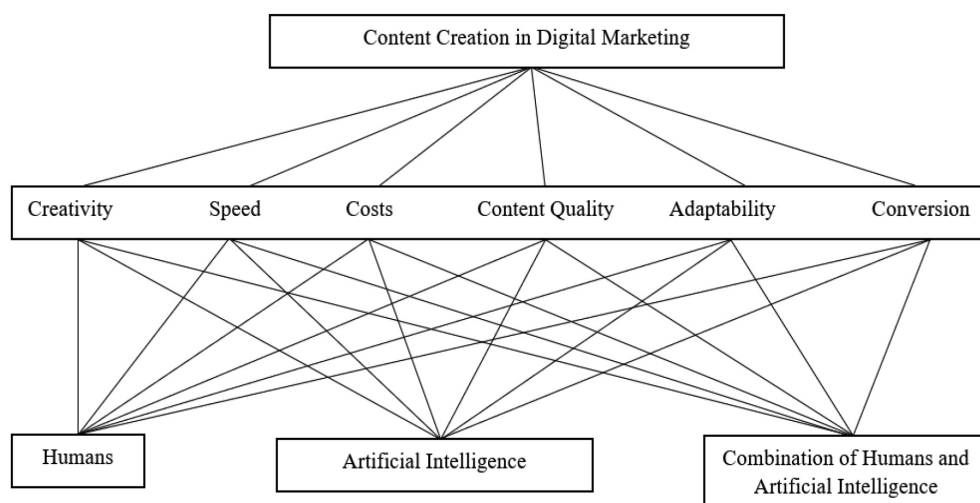 Content Creation in Digital Marketing
Creativity Speed Costs Content Quality Adaptability Conversion
Humans
Artificial Intelligence
Combination of Humans and
Artificial Intelligence